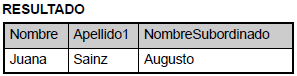 RESULTADO
Nombre Apellido1 NombreSubordinado
Juana Sainz Augusto